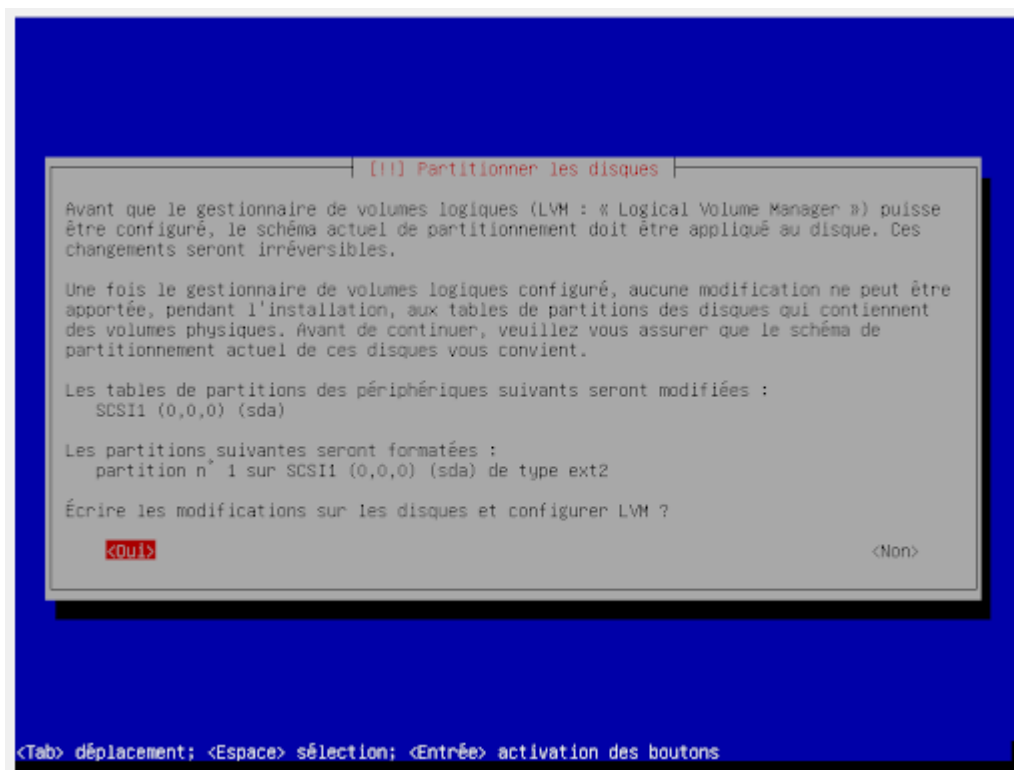 [!!] Partitionner les disques
Avant que le gestionnaire de volumes logiques (LVM : « Logical Volume Manager ») puisse
être configuré, le schéma actuel de partitionnement doit être appliqué au disque. Ces
changements seront irréversibles.
Une fois le gestionnaire de volumes logiques configuré, aucune modification ne peut être
apportée, pendant l'installation, aux tables de partitions des disques qui contiennent
des volumes physiques. Avant de continuer, veuillez vous assurer que le schéma de
partitionnement actuel de ces disques vous convient.
Les tables de partitions des périphériques suivants seront modifiées :
SCSI1 (0,0,0) (sda)
Les partitions suivantes seront formatées :
partition n° 1 sur SCSI1 (0,0,0) (sda) de type ext2
Écrire les modifications sur les disques et configurer LVM ?
<Oui> <Non>
<Tab> déplacement; <Espace> sélection; <Entrée> activation des boutons